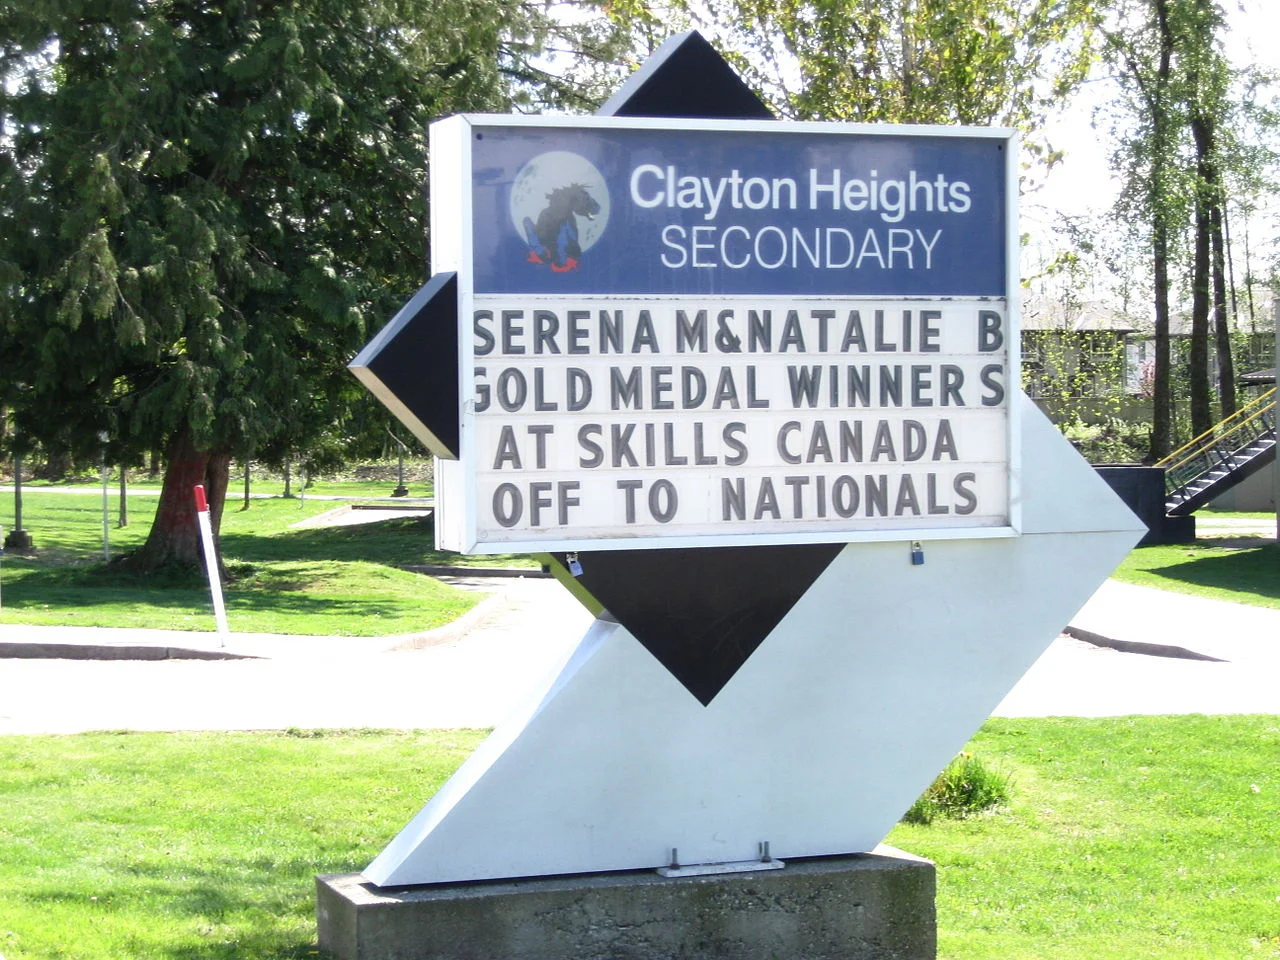 Clayton Heights
SECONDARY
SERENA M&NATALIE B
GOLD MEDAL WINNERS
AT SKILLS CANADA
OFF TO NATIONALS